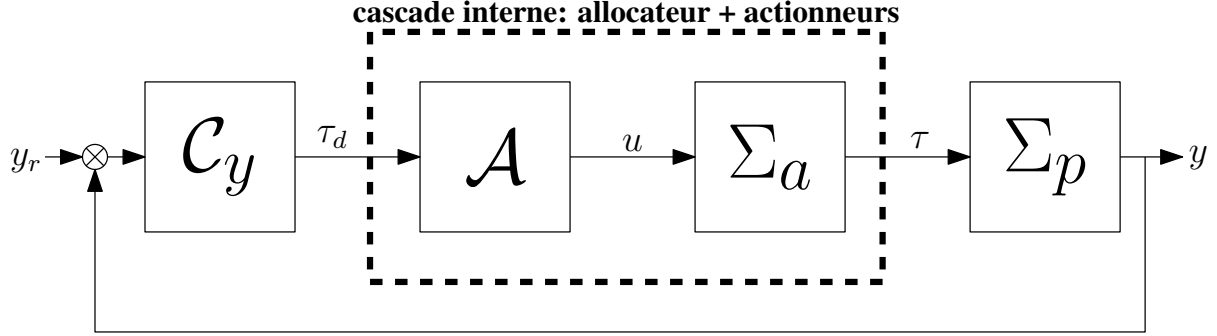 cascade interne: allocateur + actionneurs
y_r C_y τ_d A u Σ_a τ Σ_p y